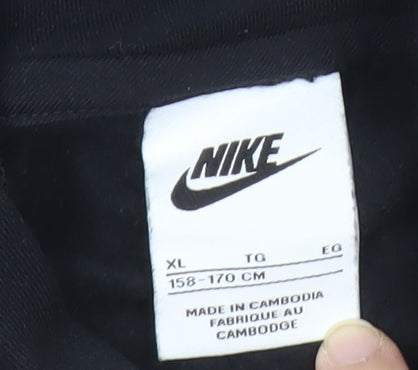 NIKE
XL TG EG
158-170 CM
MADE IN CAMBODIA
FABRIQUE AU
CAMBODGE